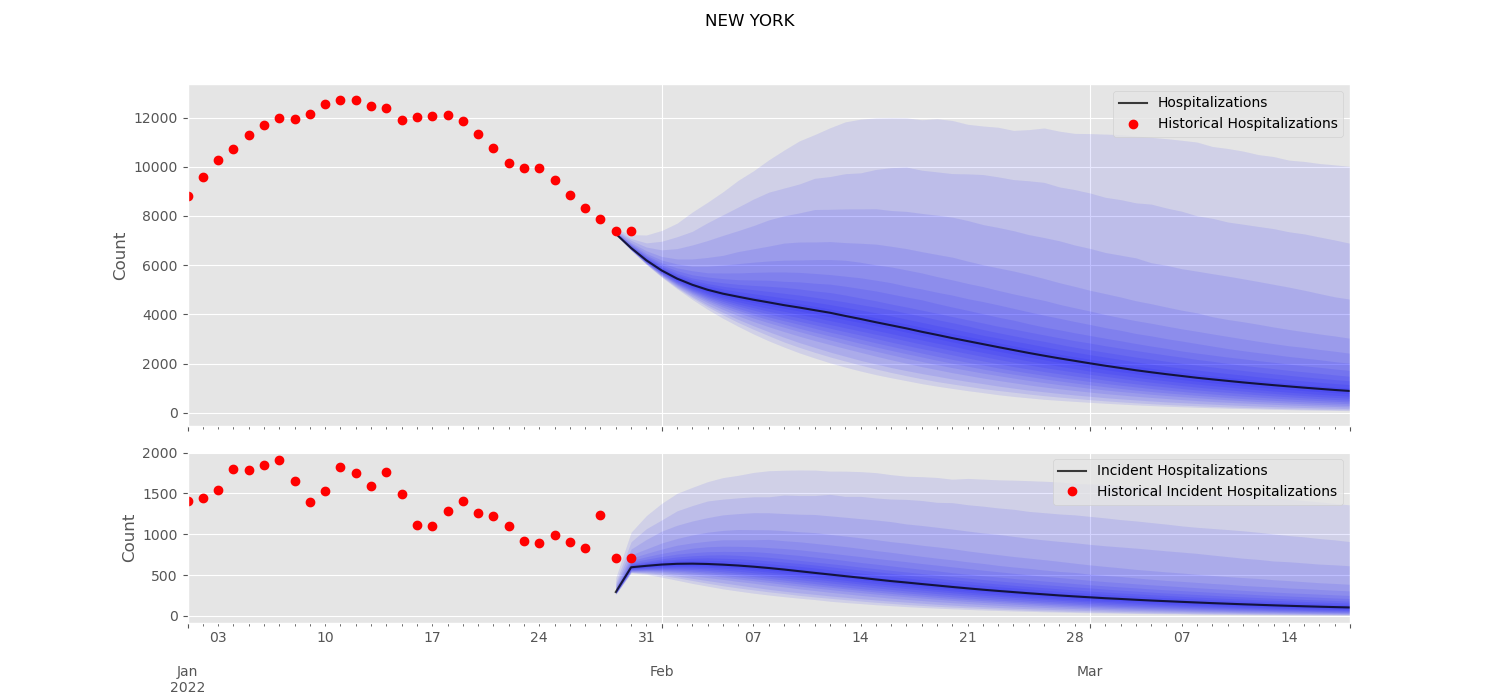 NEW YORK
Count
12000
10000
8000
6000
4000
2000
0
Hospitalizations
Historical Hospitalizations
Count
2000
1500
1000
500
0
Incident Hospitalizations
Historical Incident Hospitalizations
03 10 17 24 31 07 14 21 28 07 14
Jan Feb Mar
2022